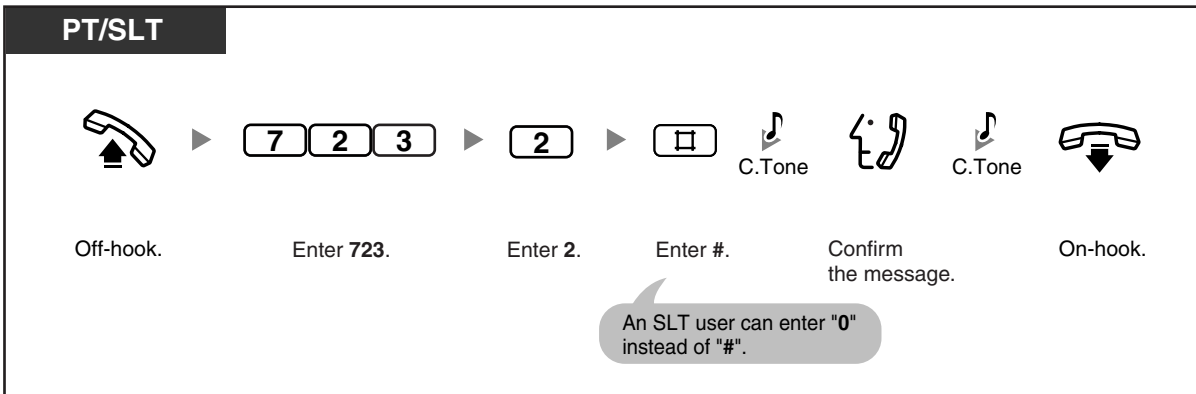 PT/SLT
7 2 3
2
#
C.Tone
C.Tone
Off-hook.
Enter 723.
Enter 2.
Enter #.
Confirm
the message.
On-hook.
An SLT user can enter "0"
instead of "#".